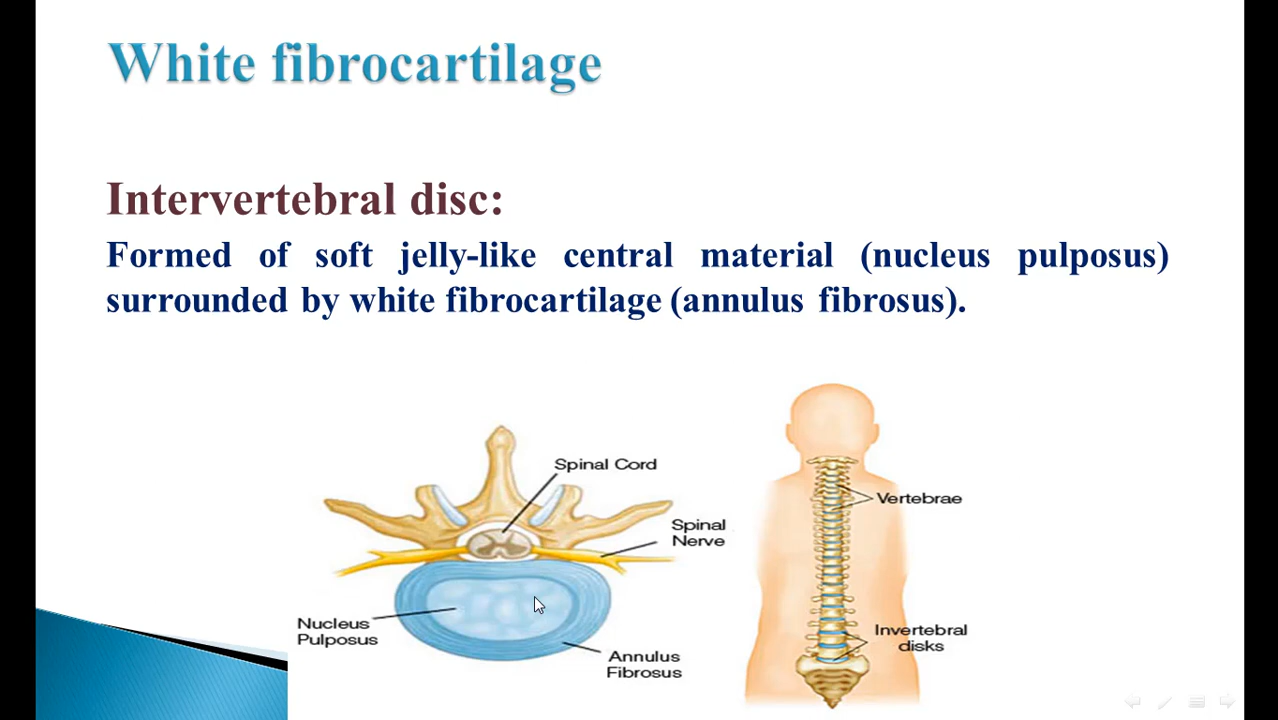 White fibrocartilage
Intervertebral disc:
Formed of soft jelly-like central material (nucleus pulposus)
surrounded by white fibrocartilage (annulus fibrosus).
Spinal Cord
Spinal
Nerve
Nucleus
Pulposus
Annulus
Fibrosus
Vertebrae
Invertebral
disks